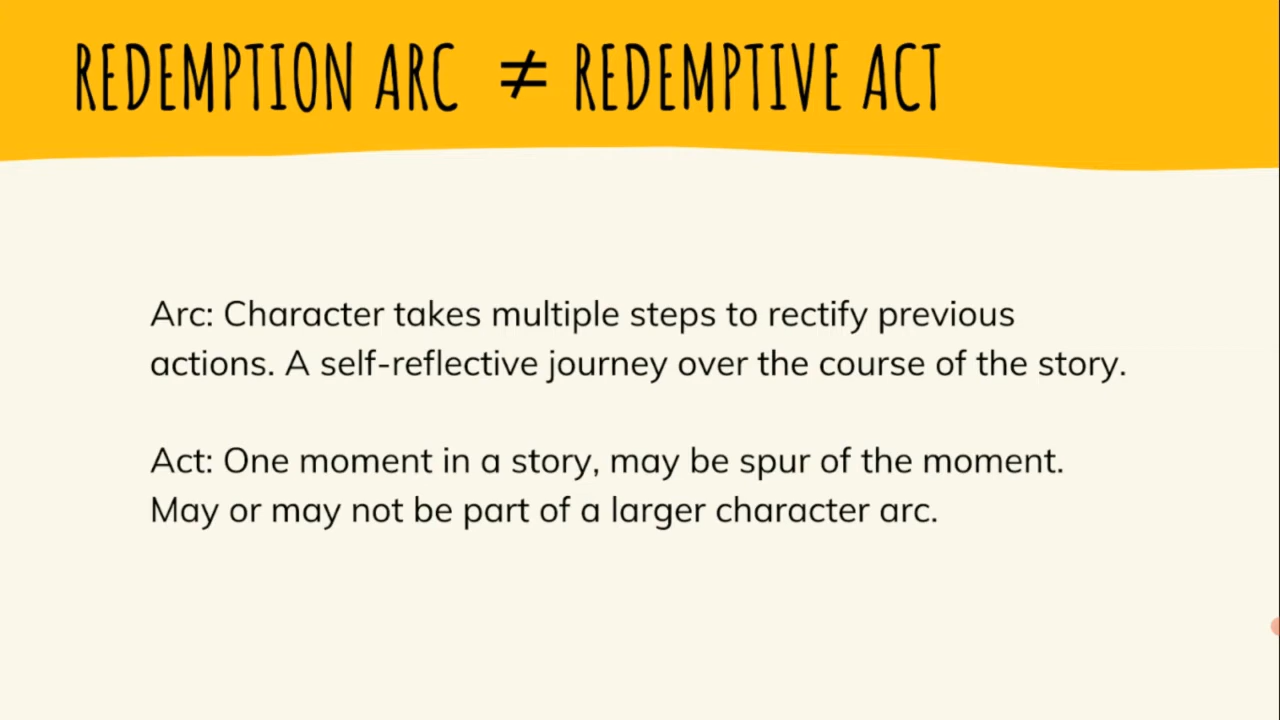 REDEMPTION ARC ≠ REDEMPTIVE ACT
Arc: Character takes multiple steps to rectify previous
actions. A self-reflective journey over the course of the story.
Act: One moment in a story, may be spur of the moment.
May or may not be part of a larger character arc.